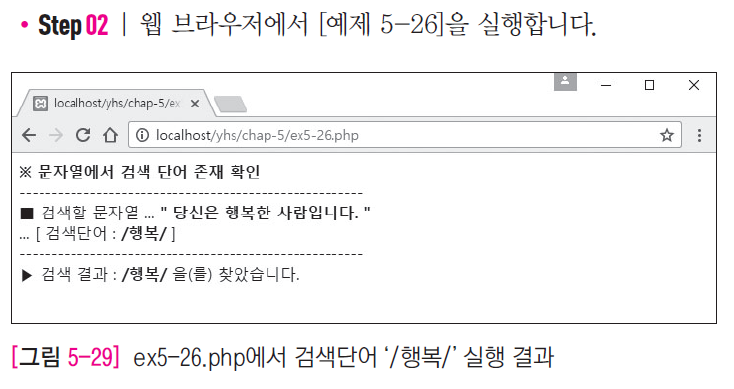 • Step 02 | 웹 브라우저에서 [예제 5-26]을 실행합니다.
localhost/yhs/chap-5/ex
localhost/yhs/chap-5/ex5-26.php
※ 문자열에서 검색 단어 존재 확인
-----------------------------------------------------
■ 검색할 문자열 ... " 당신은 행복한 사람입니다. "
... [ 검색단어 : /행복/ ]
-----------------------------------------------------
▶ 검색 결과 : /행복/ 을(를) 찾았습니다.
[그림 5-29] ex5-26.php에서 검색단어 ‘/행복/’ 실행 결과